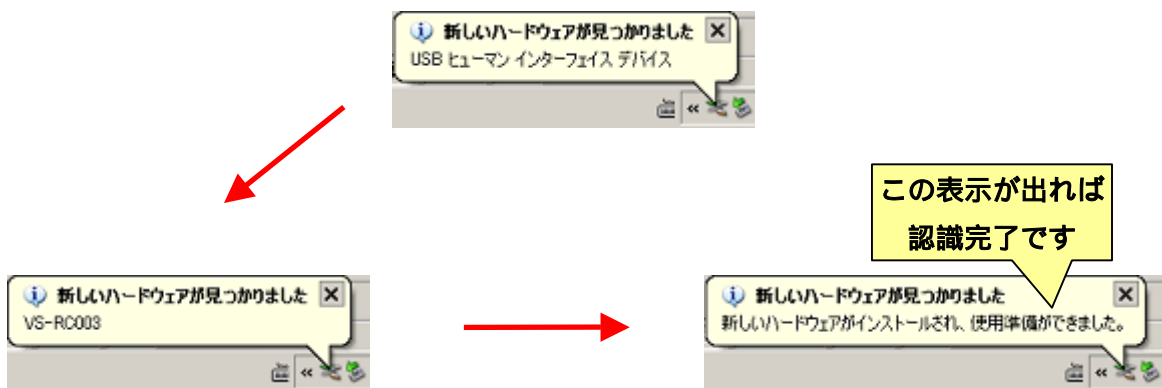 新しいハードウェアが見つかりました
USB ヒューマン インターフェイス デバイス
«
この表示が出れば
認識完了です
新しいハードウェアが見つかりました
VS-RC003
«
新しいハードウェアが見つかりました
新しいハードウェアがインストールされ、使用準備ができました。
«